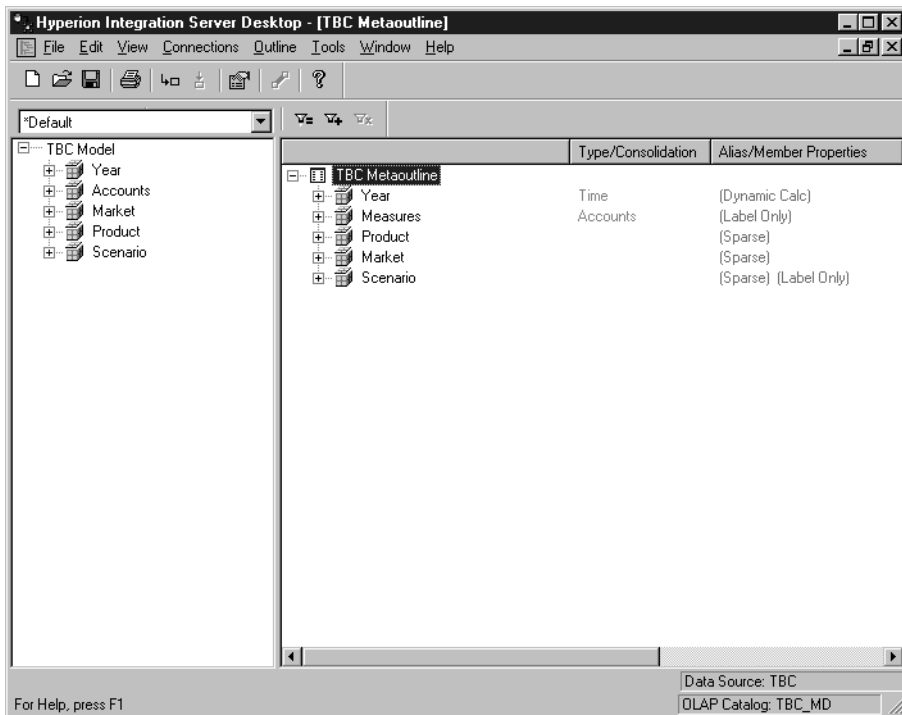 Hyperion Integration Server Desktop - [TBC Metaoutline]
File Edit View Connections Outline Tools Window Help
*Default
TBC Model
Year
Accounts
Market
Product
Scenario
Type/Consolidation Alias/Member Properties
TBC Metaoutline
Year Time (Dynamic Calc)
Measures Accounts (Label Only)
Product (Sparse)
Market (Sparse)
Scenario (Sparse) (Label Only)
Data Source: TBC
For Help, press F1 OLAP Catalog: TBC_MD